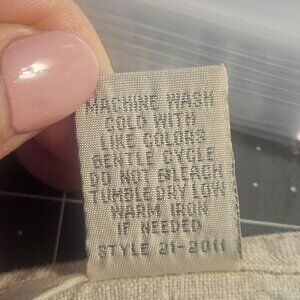 MACHINE WASH
COLD WITH
LIKE COLORS
GENTLE CYCLE
DO NOT BLEACH
TUMBLE DRY LOW
WARM IRON
IF NEEDED
STYLE 21-2011